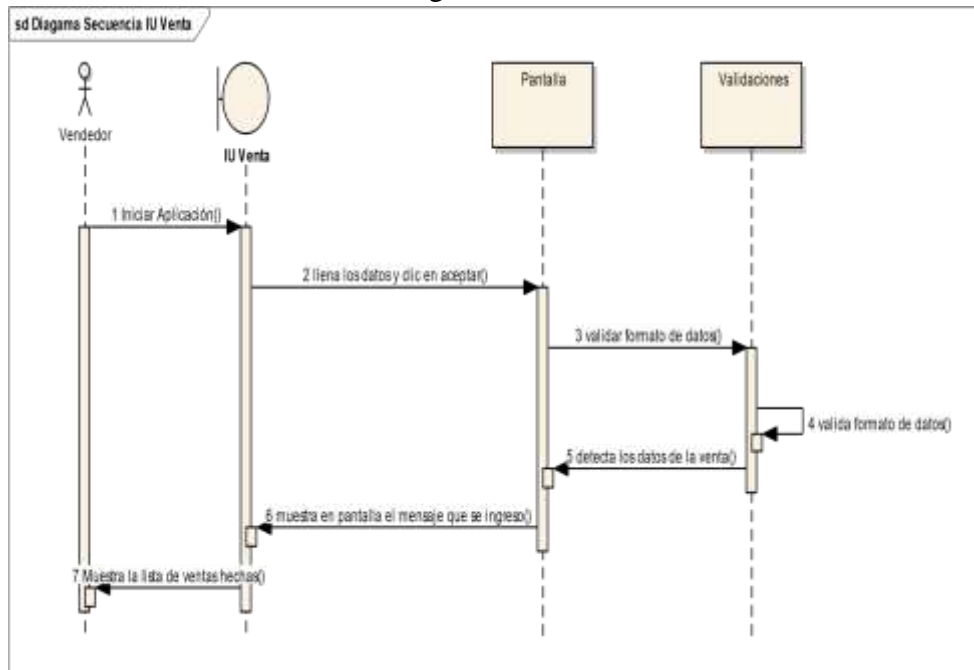 sd Diagama Secuencia IU Venta
Vendedor
IU Venta
Pantalla
Validaciones
1 Iniciar Aplicación()
2 llena los datos y clic en aceptar()
3 validar formato de datos()
4 valida formato de datos()
5 detecta los datos de la venta()
6 muestra en pantalla el mensaje que se ingreso()
7 Muestra la lista de ventas hechas()